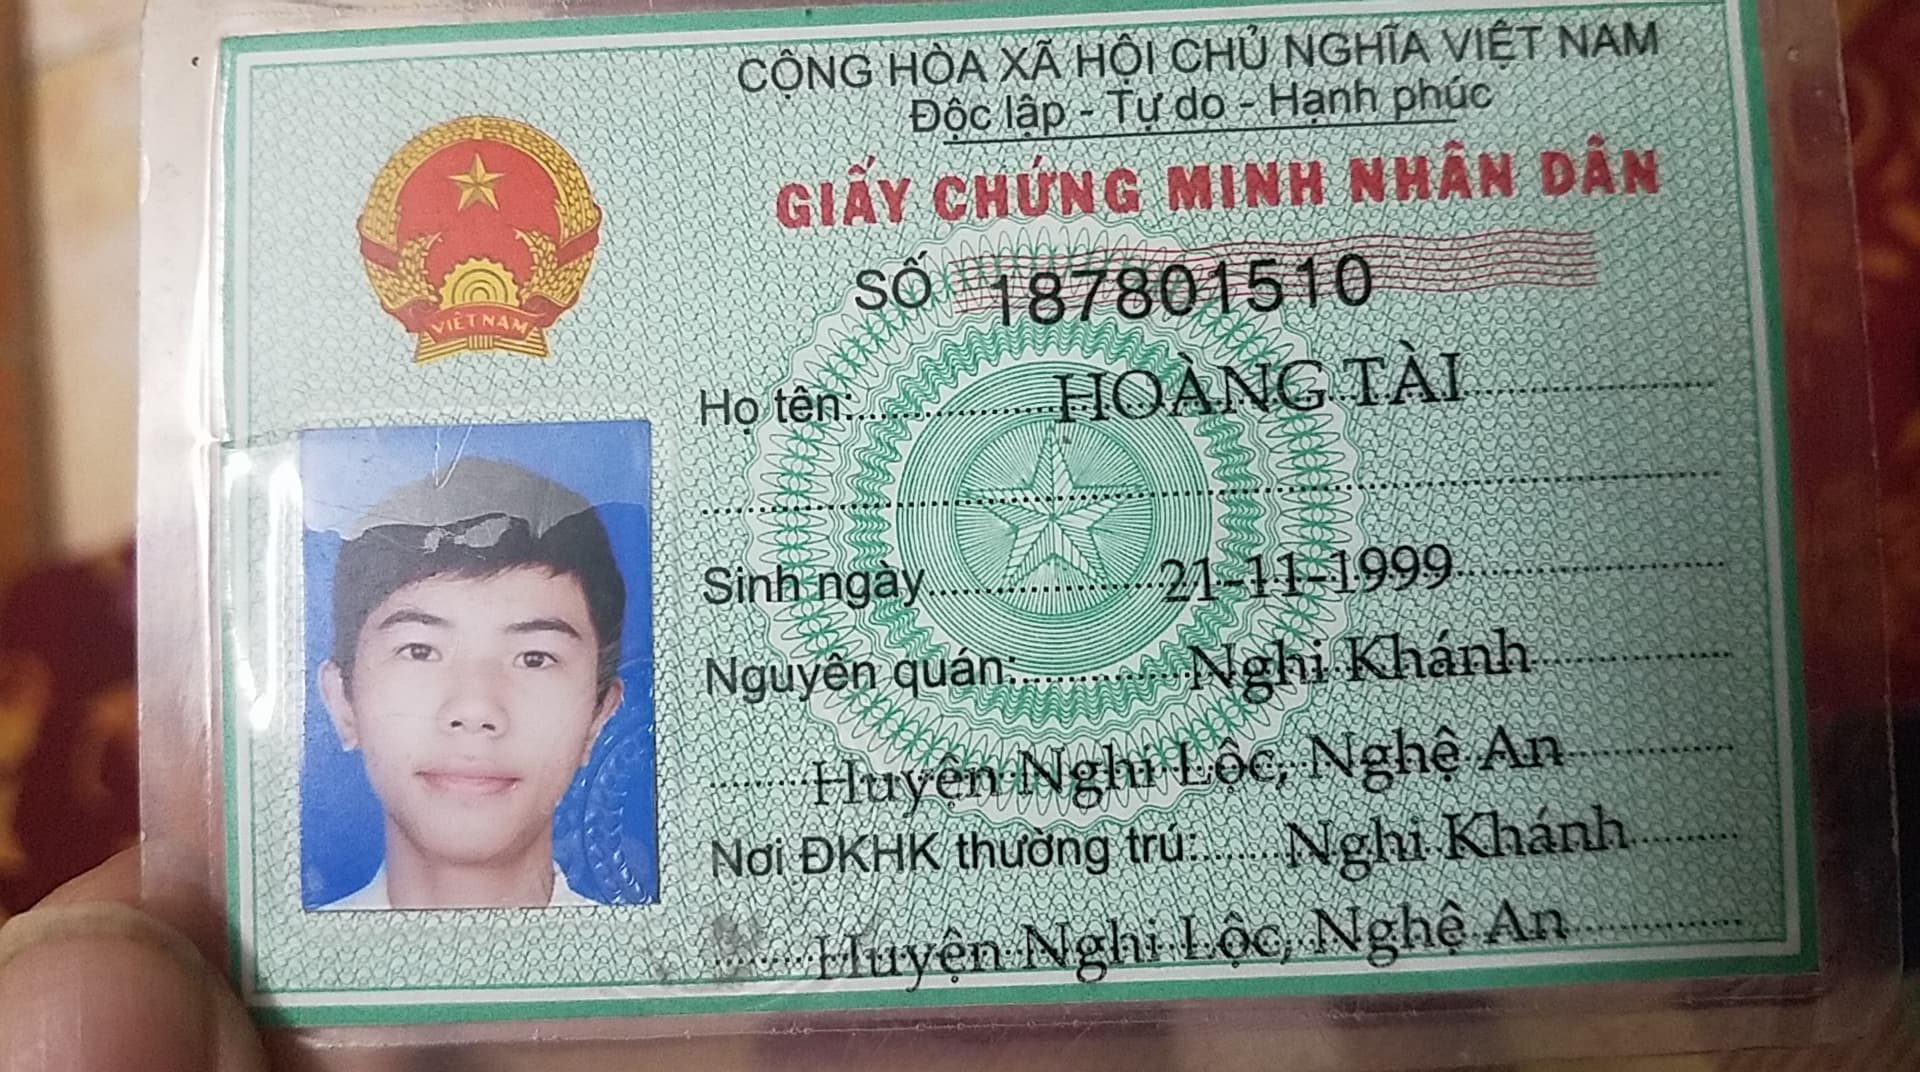 CỘNG HÒA XÃ HỘI CHỦ NGHĨA VIỆT NAM
Độc lập - Tự do - Hạnh phúc
GIẤY CHỨNG MINH NHÂN DÂN
SỐ 187801510
VIỆT NAM
Họ tên: HOÀNG TÀI
Sinh ngày 21-11-1999
Nguyên quán: Nghi Khánh
Huyện Nghi Lộc, Nghệ An
Nơi ĐKHK thường trú: Nghi Khánh
Huyện Nghi Lộc, Nghệ An